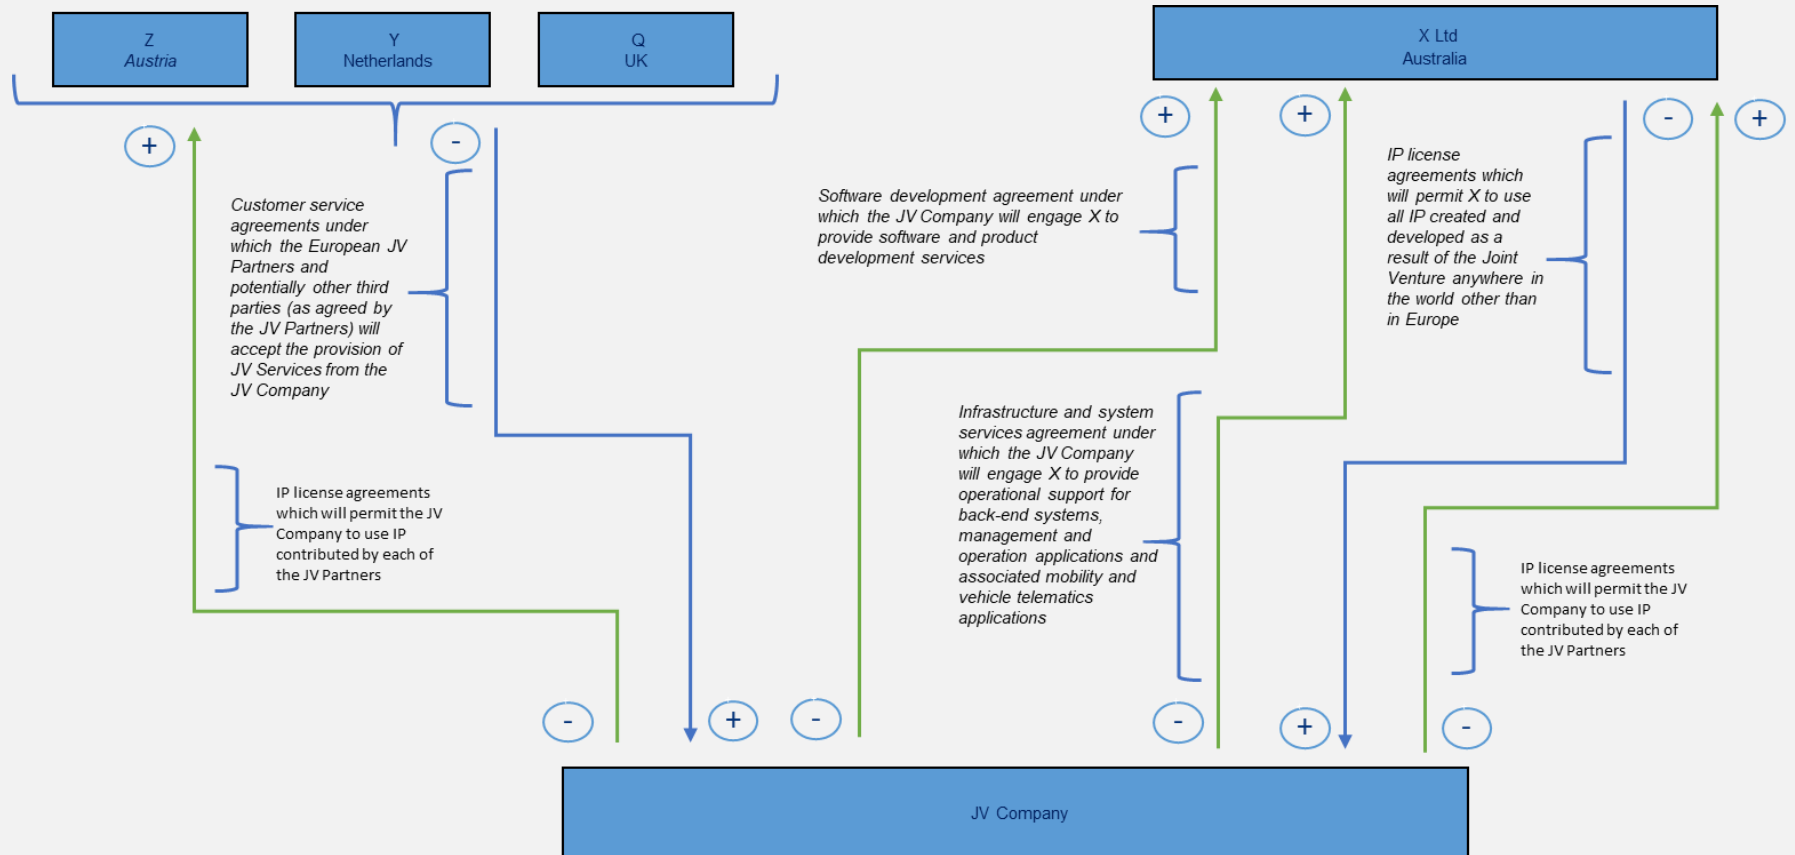 Z
Austria
Y
Netherlands
Q
UK
X Ltd
Australia
+
-
+
+
-
+
Customer service
agreements under
which the European JV
Partners and
potentially other third
parties (as agreed by
the JV Partners) will
accept the provision of
JV Services from the
JV Company
Software development agreement under
which the JV Company will engage X to
provide software and product
development services
IP license
agreements which
will permit X to use
all IP created and
developed as a
result of the Joint
Venture anywhere in
the world other than
in Europe
IP license agreements
which will permit the JV
Company to use IP
contributed by each of
the JV Partners
Infrastructure and system
services agreement under
which the JV Company
will engage X to provide
operational support for
back-end systems,
management and
operation applications and
associated mobility and
vehicle telematics
applications
IP license agreements
which will permit the JV
Company to use IP
contributed by each of
the JV Partners
-
+
-
-
+
-
JV Company